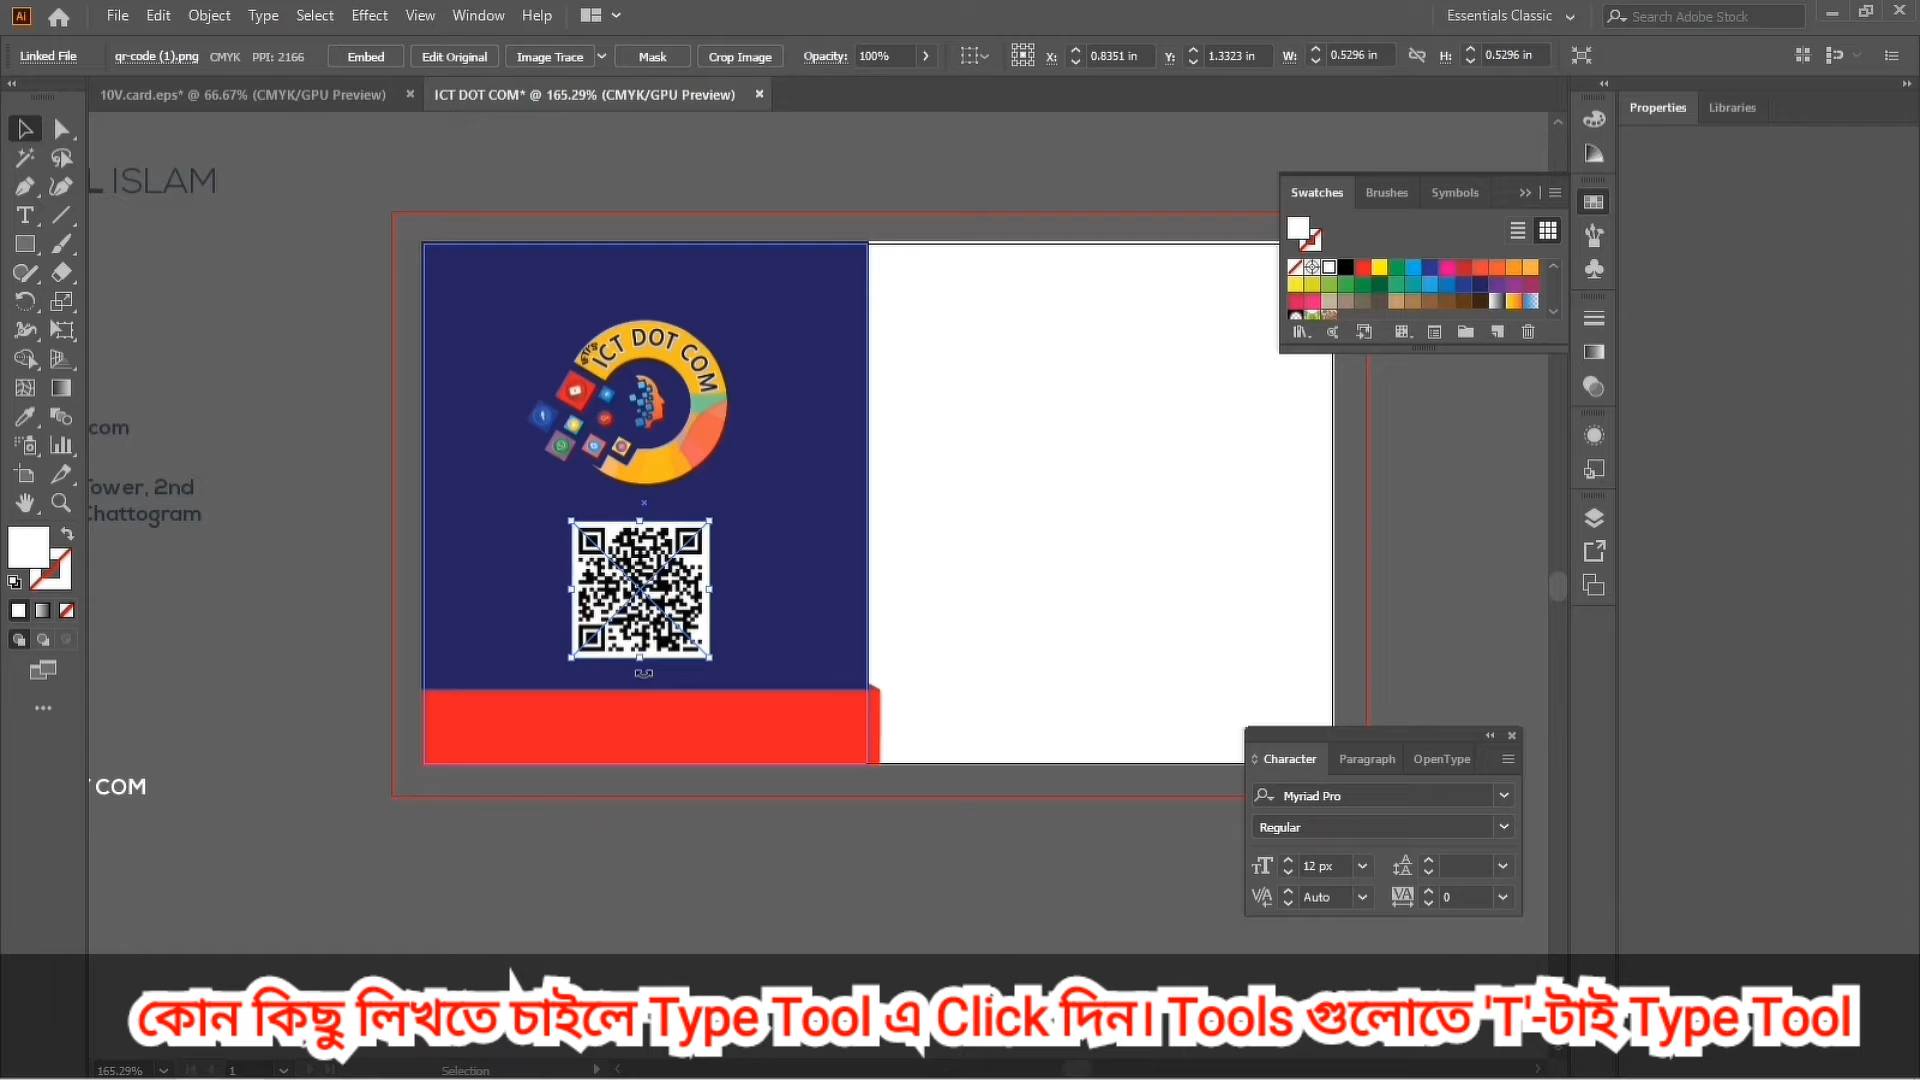 File Edit Object Type Select Effect View Window Help
Essentials Classic
Search Adobe Stock
Linked File qr-code (1).png CMYK PPI: 2166 Embed Edit Original Image Trace Mask Crop Image Opacity: 100% X: 0.8351 in Y: 1.3323 in W: 0.5296 in H: 0.5296 in
10V.card.eps* @ 66.67% (CMYK/GPU Preview)
ICT DOT COM* @ 165.29% (CMYK/GPU Preview)
Properties Libraries
L ISLAM
Swatches Brushes Symbols
ICT DOT COM
com
Tower, 2nd
Chattogram
COM
Character Paragraph OpenType
Myriad Pro
Regular
12 px
Auto 0
কোন কিছু লিখতে চাইলে Type Tool এ Click দিন। Tools গুলোতে 'T'-টাই Type Tool
165.29% 1 Selection